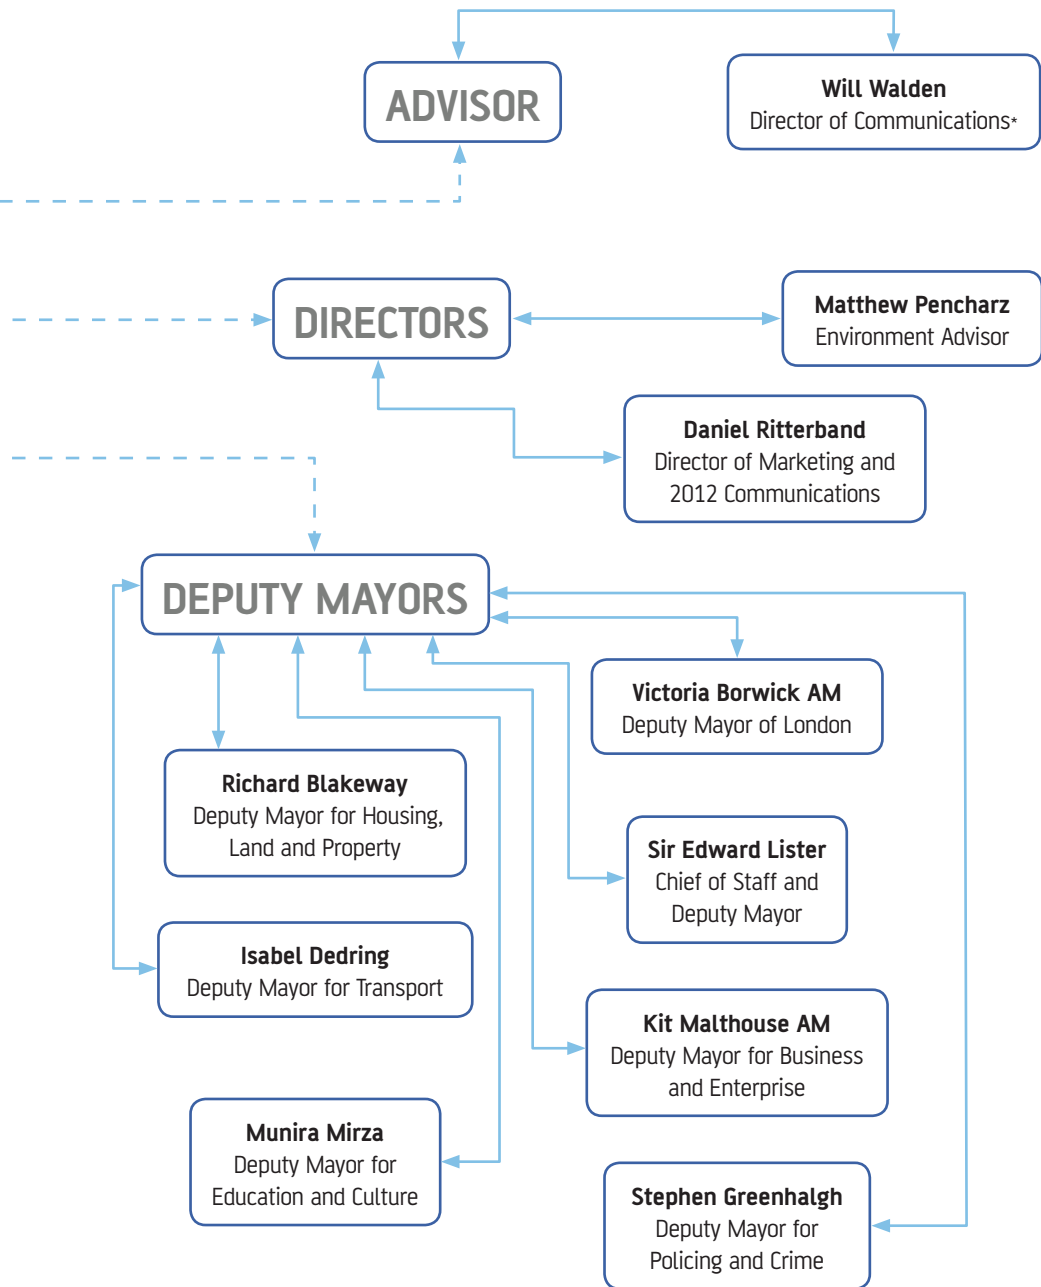 ADVISOR
Will Walden
Director of Communications*
DIRECTORS
Matthew Pencharz
Environment Advisor
Daniel Ritterband
Director of Marketing and
2012 Communications
DEPUTY MAYORS
Victoria Borwick AM
Deputy Mayor of London
Richard Blakeway
Deputy Mayor for Housing,
Land and Property
Sir Edward Lister
Chief of Staff and
Deputy Mayor
Isabel Dedring
Deputy Mayor for Transport
Kit Malthouse AM
Deputy Mayor for Business
and Enterprise
Munira Mirza
Deputy Mayor for
Education and Culture
Stephen Greenhalgh
Deputy Mayor for
Policing and Crime